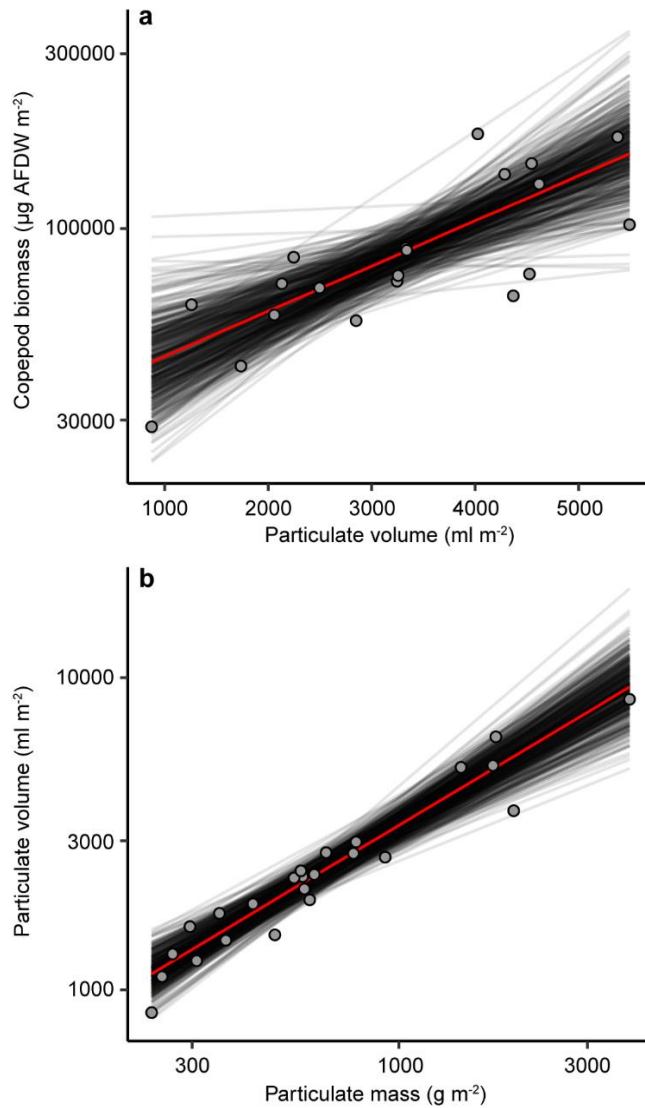 a
300000
100000
30000
Copepod biomass (µg AFDW m⁻²)
1000 2000 3000 4000 5000
Particulate volume (ml m⁻²)
b
10000
3000
1000
Particulate volume (ml m⁻²)
300 1000 3000
Particulate mass (g m⁻²)